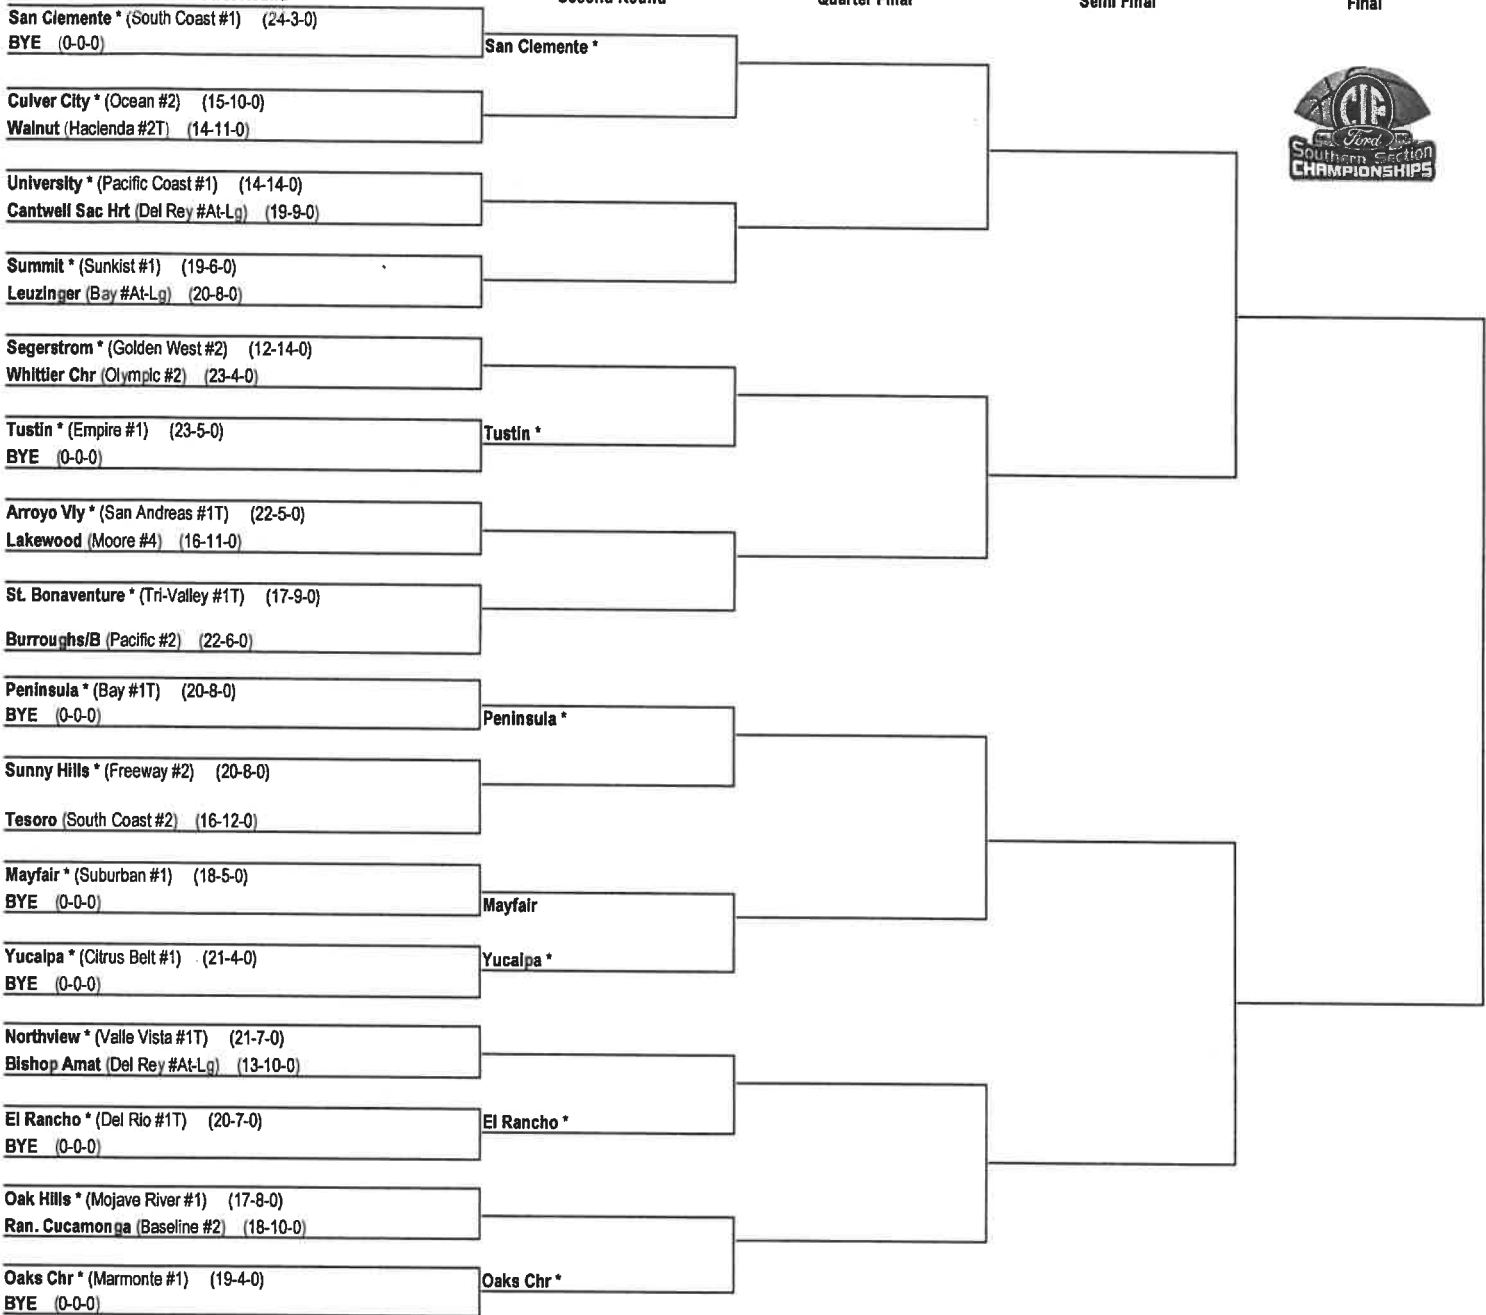 Second Round
Quarter Final
Semi Final
Final
San Clemente * (South Coast #1) (24-3-0)
BYE (0-0-0)
San Clemente *
Culver City * (Ocean #2) (15-10-0)
Walnut (Hacienda #2T) (14-11-0)
University * (Pacific Coast #1) (14-14-0)
Cantwell Sac Hrt (Del Rey #At-Lg) (19-9-0)
Summit * (Sunkist #1) (19-6-0)
Leuzinger (Bay #At-Lg) (20-8-0)
Segerstrom * (Golden West #2) (12-14-0)
Whittier Chr (Olympic #2) (23-4-0)
Tustin * (Empire #1) (23-5-0)
BYE (0-0-0)
Tustin *
Arroyo Vly * (San Andreas #1T) (22-5-0)
Lakewood (Moore #4) (16-11-0)
St. Bonaventure * (Tri-Valley #1T) (17-9-0)
Burroughs/B (Pacific #2) (22-6-0)
Peninsula * (Bay #1T) (20-8-0)
BYE (0-0-0)
Peninsula *
Sunny Hills * (Freeway #2) (20-8-0)
Tesoro (South Coast #2) (16-12-0)
Mayfair * (Suburban #1) (18-5-0)
BYE (0-0-0)
Mayfair
Yucaipa * (Citrus Belt #1) (21-4-0)
BYE (0-0-0)
Yucaipa *
Northview * (Valle Vista #1T) (21-7-0)
Bishop Amat (Del Rey #At-Lg) (13-10-0)
El Rancho * (Del Rio #1T) (20-7-0)
BYE (0-0-0)
El Rancho *
Oak Hills * (Mojave River #1) (17-8-0)
Ran. Cucamonga (Baseline #2) (18-10-0)
Oaks Chr * (Marmonte #1) (19-4-0)
BYE (0-0-0)
Oaks Chr *
CIF
Ford
Southern Section
CHAMPIONSHIPS